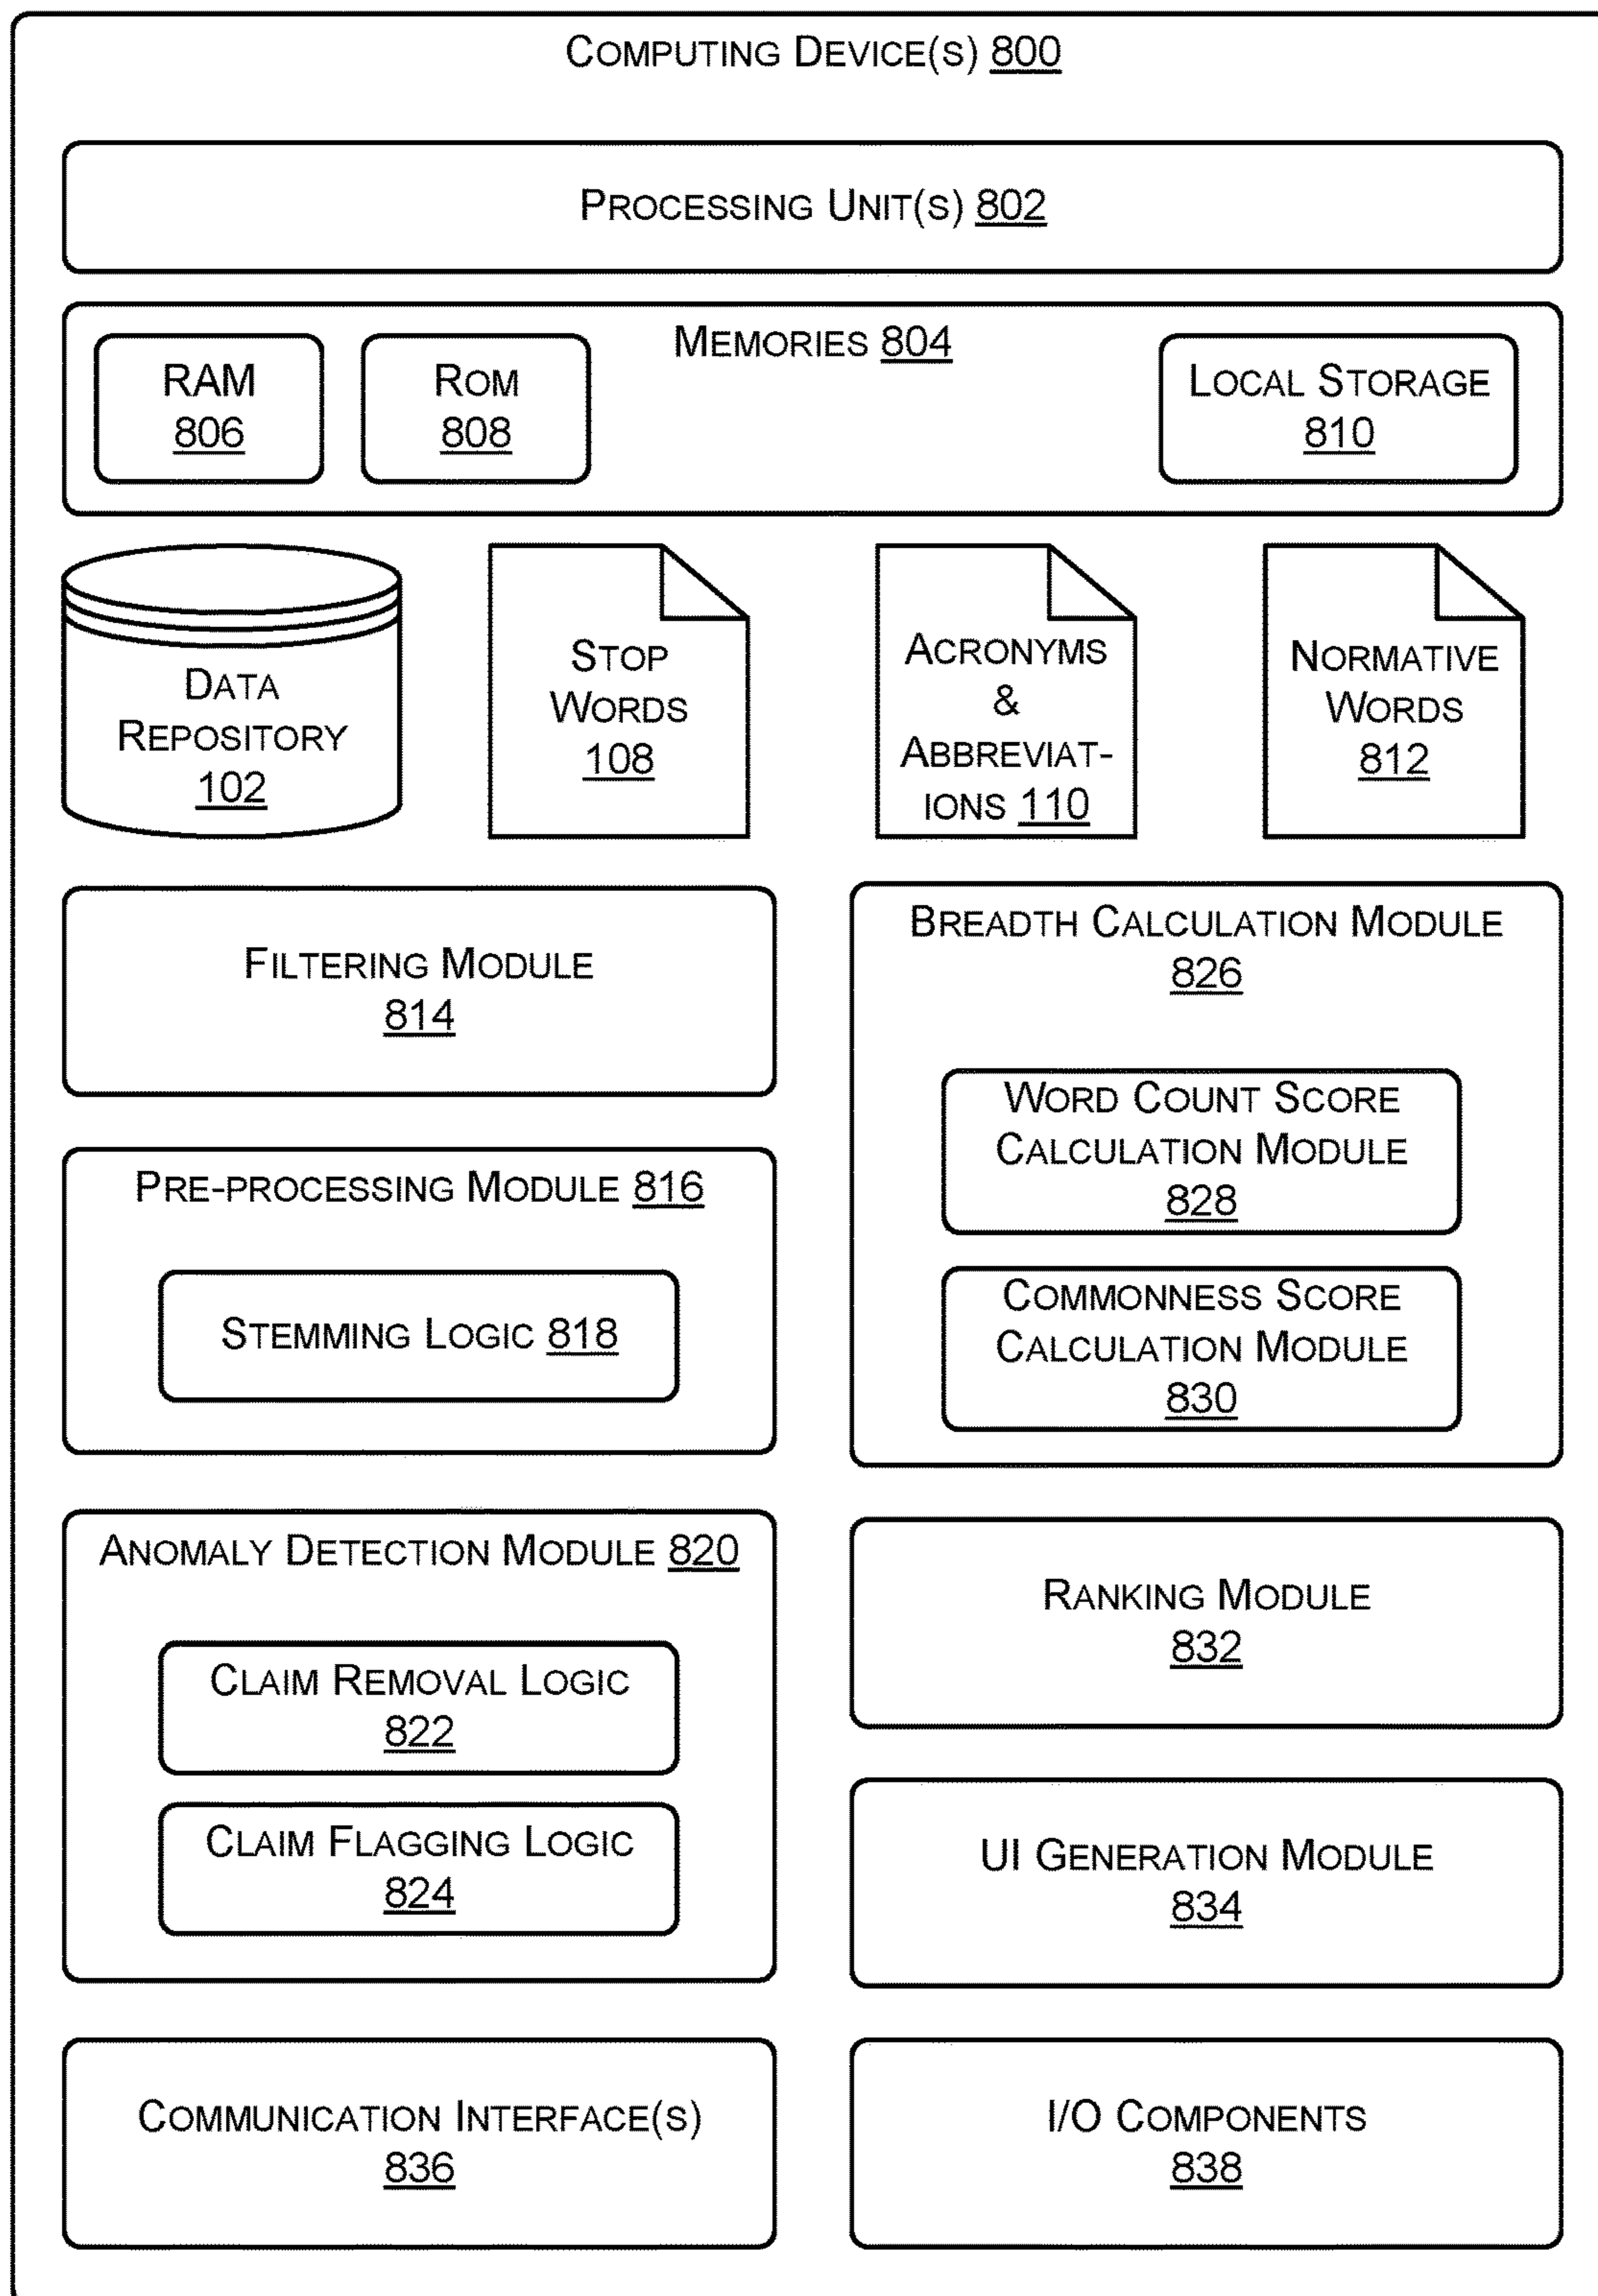 COMPUTING DEVICE(S) 800
PROCESSING UNIT(S) 802
MEMORIES 804
RAM
806
ROM
808
LOCAL STORAGE
810
DATA
REPOSITORY
102
STOP
WORDS
108
ACRONYMS
&
ABBREVIAT-
IONS 110
NORMATIVE
WORDS
812
FILTERING MODULE
814
PRE-PROCESSING MODULE 816
STEMMING LOGIC 818
ANOMALY DETECTION MODULE 820
CLAIM REMOVAL LOGIC
822
CLAIM FLAGGING LOGIC
824
BREADTH CALCULATION MODULE
826
WORD COUNT SCORE
CALCULATION MODULE
828
COMMONNESS SCORE
CALCULATION MODULE
830
RANKING MODULE
832
UI GENERATION MODULE
834
COMMUNICATION INTERFACE(S)
836
I/O COMPONENTS
838